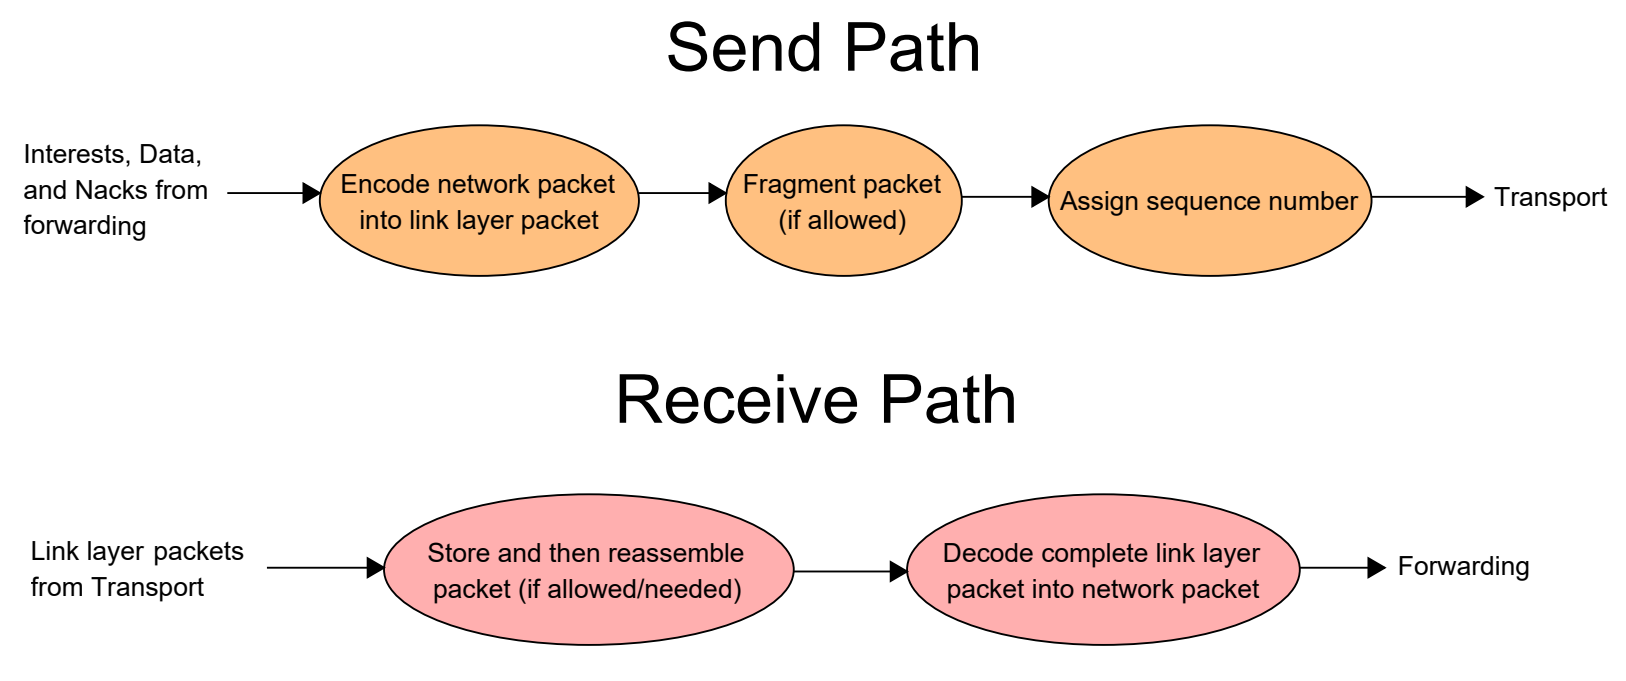 Send Path
Interests, Data,
and Nacks from
forwarding
Encode network packet
into link layer packet
Fragment packet
(if allowed)
Assign sequence number
Transport
Receive Path
Link layer packets
from Transport
Store and then reassemble
packet (if allowed/needed)
Decode complete link layer
packet into network packet
Forwarding